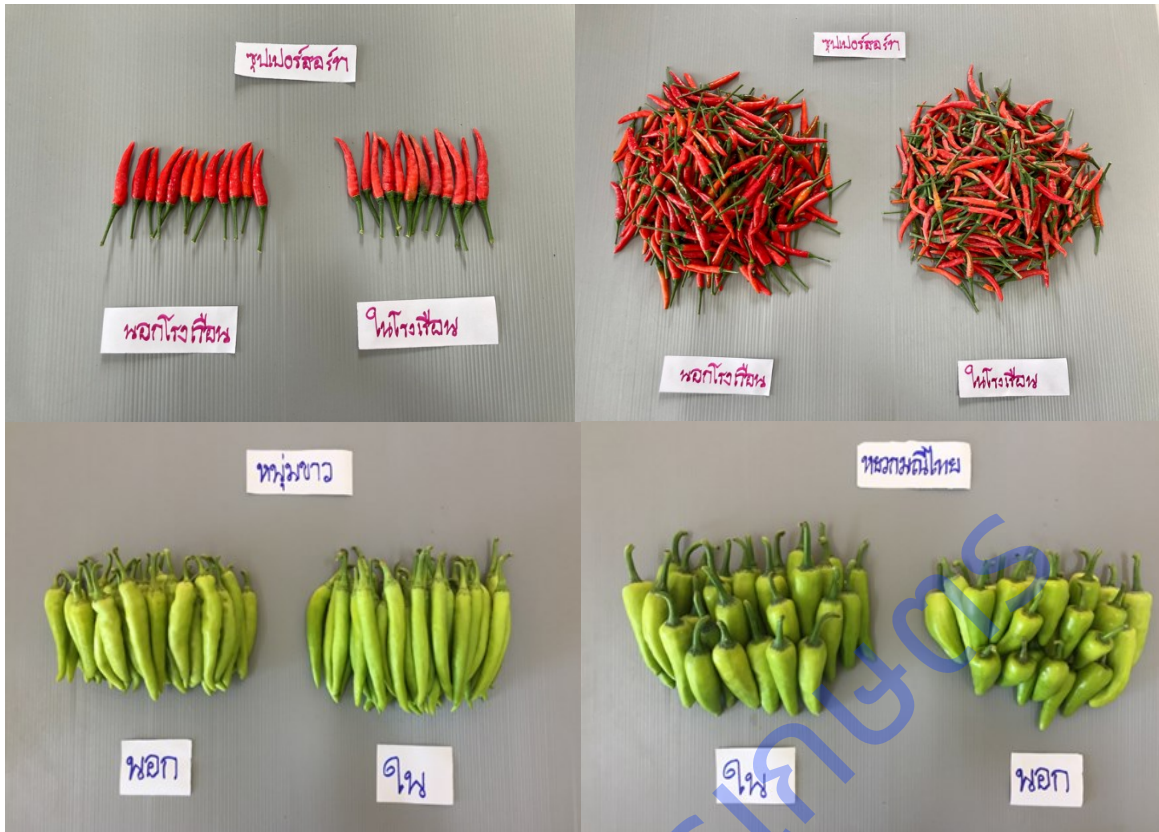 ซุปเปอร์ฮอร์ท
นอกโรงเรือน
ในโรงเรือน
ซุปเปอร์ฮอร์ท
นอกโรงเรือน
ในโรงเรือน
หนุ่มขาว
นอก
ใน
หยวกมณีไทย
ใน
นอก